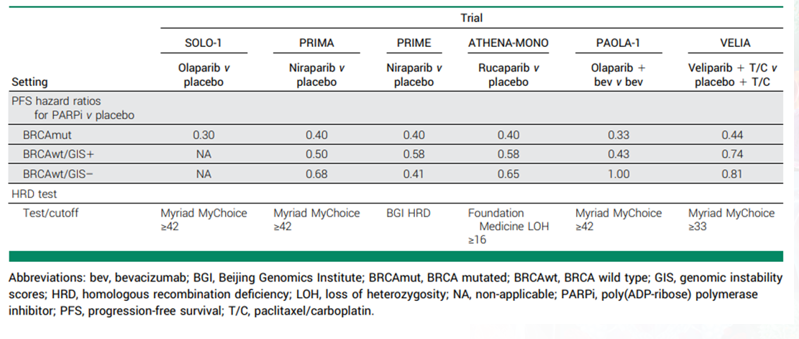 Trial
SOLO-1 PRIMA PRIME ATHENA-MONO PAOLA-1 VELIA
Setting Olaparib v placebo Niraparib v placebo Niraparib v placebo Rucaparib v placebo Olaparib + bev v bev Veliparib + T/C v placebo + T/C
PFS hazard ratios for PARPi v placebo
BRCAmut 0.30 0.40 0.40 0.40 0.33 0.44
BRCAwt/GIS+ NA 0.50 0.58 0.58 0.43 0.74
BRCAwt/GIS− NA 0.68 0.41 0.65 1.00 0.81
HRD test
Test/cutoff Myriad MyChoice ≥42 Myriad MyChoice ≥42 BGI HRD Foundation Medicine LOH ≥16 Myriad MyChoice ≥42 Myriad MyChoice ≥33
Abbreviations: bev, bevacizumab; BGI, Beijing Genomics Institute; BRCAmut, BRCA mutated; BRCAwt, BRCA wild type; GIS, genomic instability
scores; HRD, homologous recombination deficiency; LOH, loss of heterozygosity; NA, non-applicable; PARPi, poly(ADP-ribose) polymerase
inhibitor; PFS, progression-free survival; T/C, paclitaxel/carboplatin.